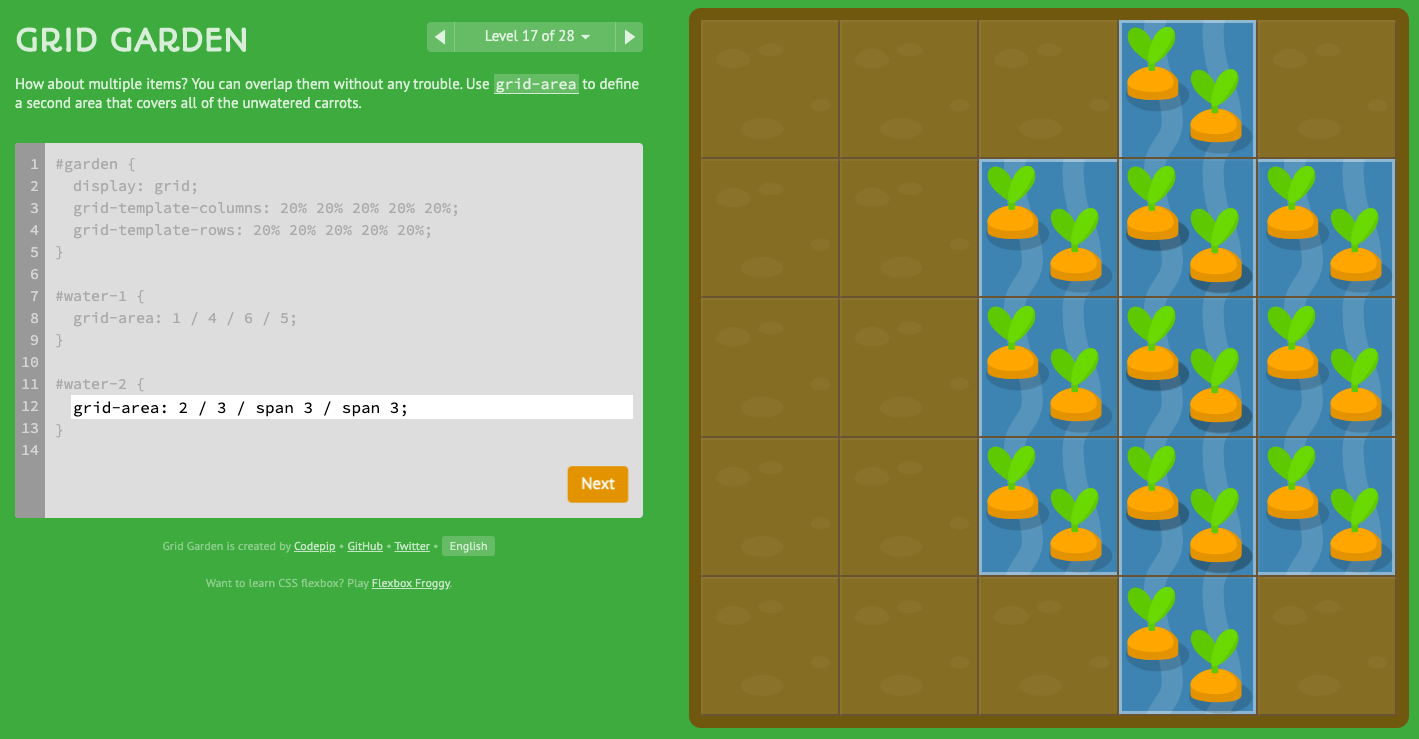 GRID GARDEN
Level 17 of 28
How about multiple items? You can overlap them without any trouble. Use grid-area to define
a second area that covers all of the unwatered carrots.
1 #garden {
2 display: grid;
3 grid-template-columns: 20% 20% 20% 20% 20%;
4 grid-template-rows: 20% 20% 20% 20% 20%;
5 }
6
7 #water-1 {
8 grid-area: 1 / 4 / 6 / 5;
9 }
10
11 #water-2 {
12 grid-area: 2 / 3 / span 3 / span 3;
13 }
14
Next
Grid Garden is created by Codepip • GitHub • Twitter • English
Want to learn CSS flexbox? Play Flexbox Froggy.